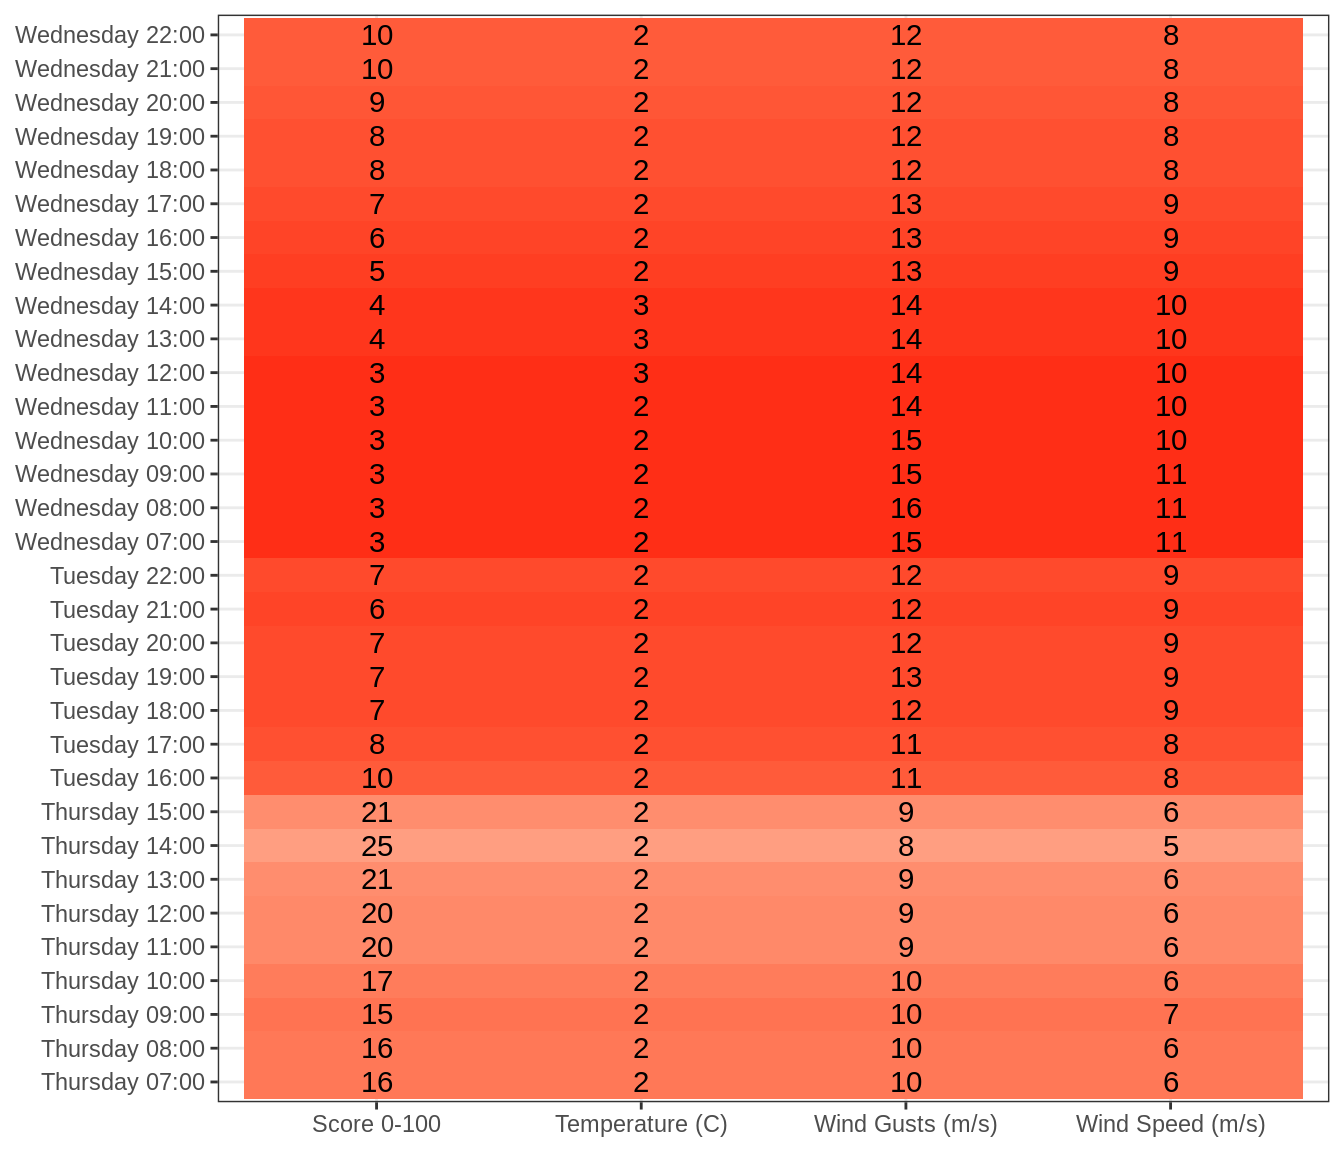 Wednesday 22:00 10 2 12 8
Wednesday 21:00 10 2 12 8
Wednesday 20:00 9 2 12 8
Wednesday 19:00 8 2 12 8
Wednesday 18:00 8 2 12 8
Wednesday 17:00 7 2 13 9
Wednesday 16:00 6 2 13 9
Wednesday 15:00 5 2 13 9
Wednesday 14:00 4 3 14 10
Wednesday 13:00 4 3 14 10
Wednesday 12:00 3 3 14 10
Wednesday 11:00 3 2 14 10
Wednesday 10:00 3 2 15 10
Wednesday 09:00 3 2 15 11
Wednesday 08:00 3 2 16 11
Wednesday 07:00 3 2 15 11
Tuesday 22:00 7 2 12 9
Tuesday 21:00 6 2 12 9
Tuesday 20:00 7 2 12 9
Tuesday 19:00 7 2 13 9
Tuesday 18:00 7 2 12 9
Tuesday 17:00 8 2 11 8
Tuesday 16:00 10 2 11 8
Thursday 15:00 21 2 9 6
Thursday 14:00 25 2 8 5
Thursday 13:00 21 2 9 6
Thursday 12:00 20 2 9 6
Thursday 11:00 20 2 9 6
Thursday 10:00 17 2 10 6
Thursday 09:00 15 2 10 7
Thursday 08:00 16 2 10 6
Thursday 07:00 16 2 10 6
Score 0-100 Temperature (C) Wind Gusts (m/s) Wind Speed (m/s)